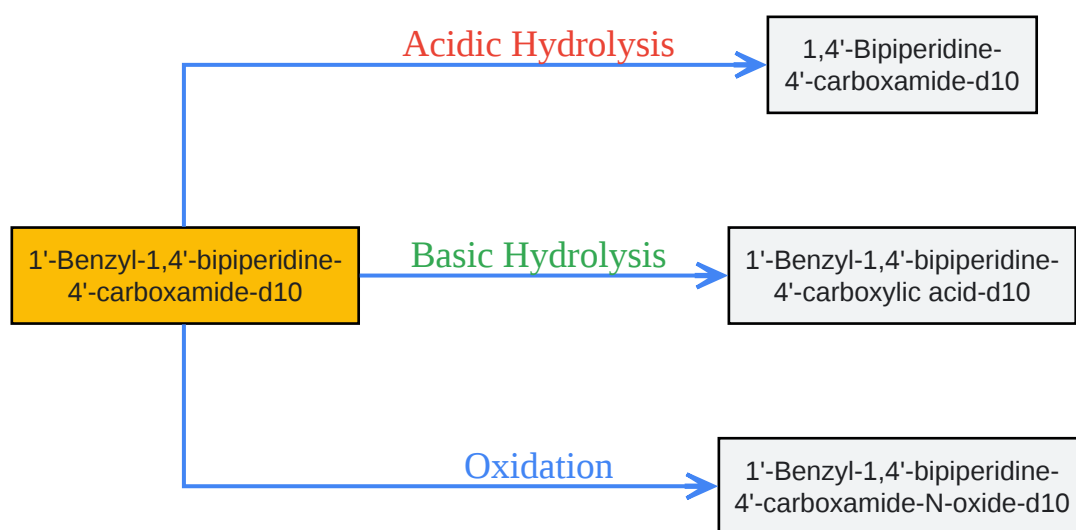 Acidic Hydrolysis
1,4'-Bipiperidine-
4'-carboxamide-d10
1'-Benzyl-1,4'-bipiperidine-
4'-carboxamide-d10
Basic Hydrolysis
1'-Benzyl-1,4'-bipiperidine-
4'-carboxylic acid-d10
Oxidation
1'-Benzyl-1,4'-bipiperidine-
4'-carboxamide-N-oxide-d10